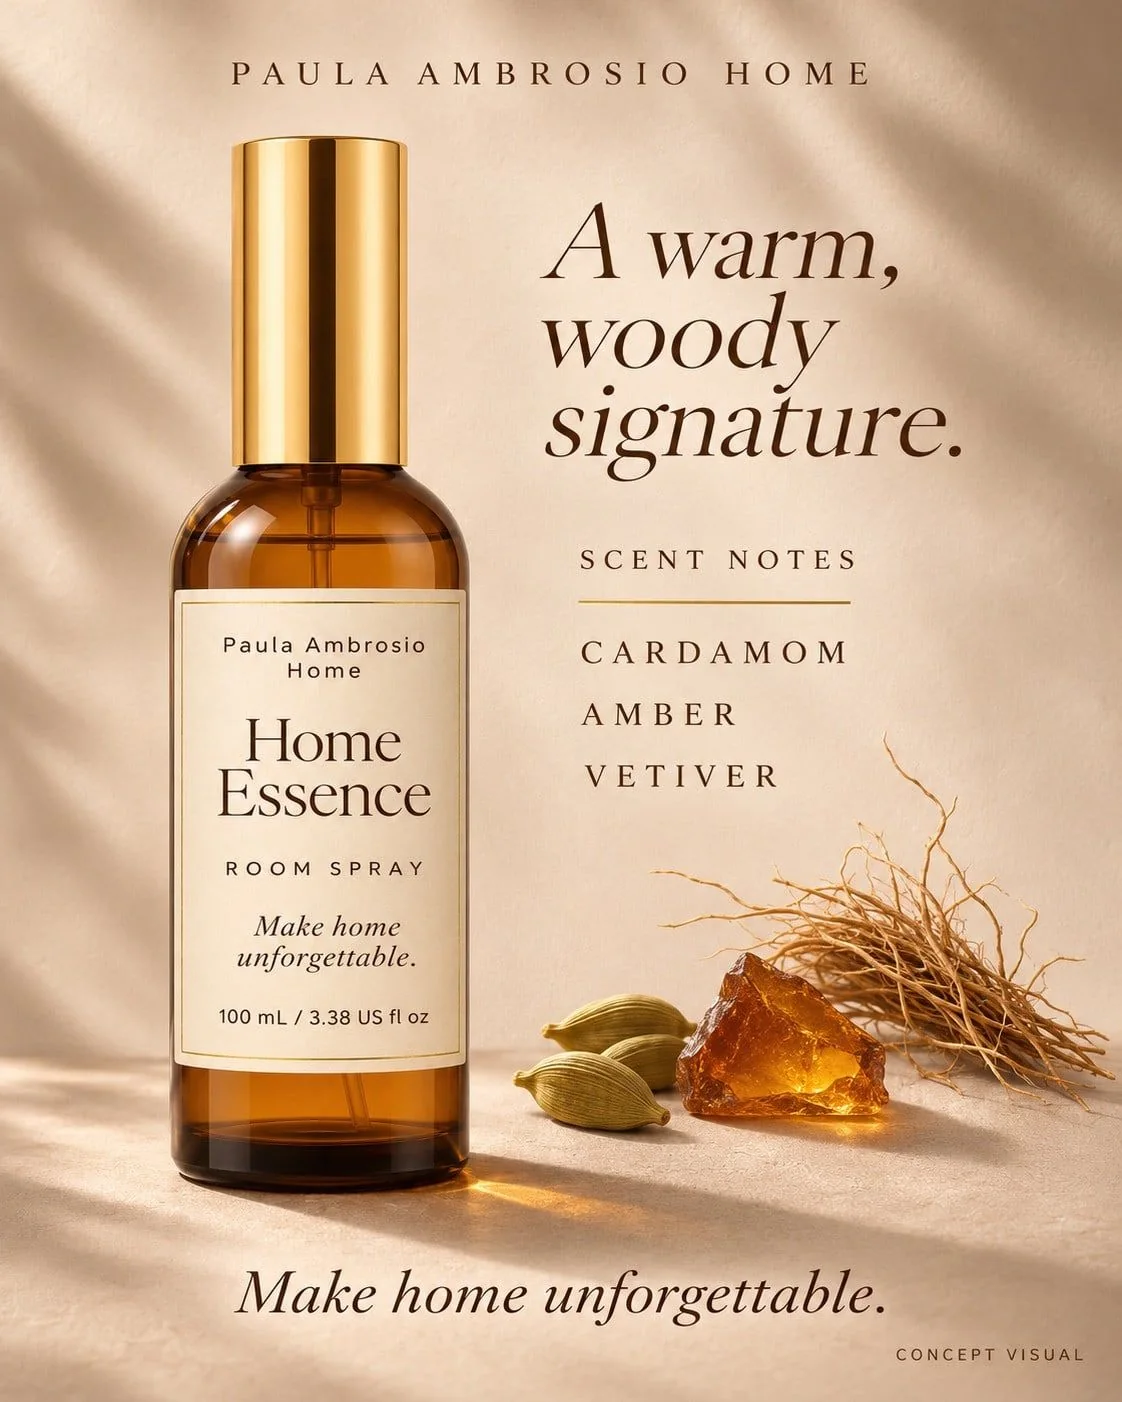 PAULA AMBROSIO HOME
A warm,
woody
signature.
SCENT NOTES
CARDAMOM
AMBER
VETIVER
Paula Ambrosio
Home
Home
Essence
ROOM SPRAY
Make home
unforgettable.
100 mL / 3.38 US fl oz
Make home unforgettable.
CONCEPT VISUAL